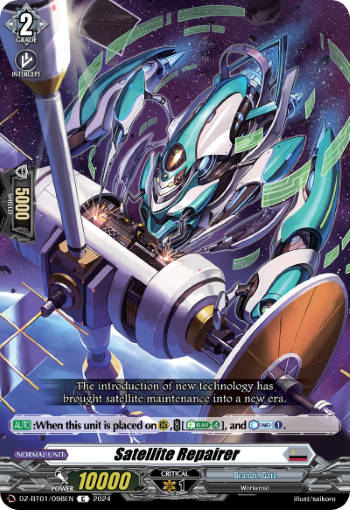 2
GRADE
INTERCEPT
5000
SHIELD
The introduction of new technology has
brought satellite maintenance into a new era.
AUTO:When this unit is placed on , [ BLAST 4 ], and 1.
NORMAL UNIT
Satellite Repairer
POWER 10000
CRITICAL
1
Brandt Gate
Workeroid
DZ-BT01/098EN C 2024
illust/saikoro